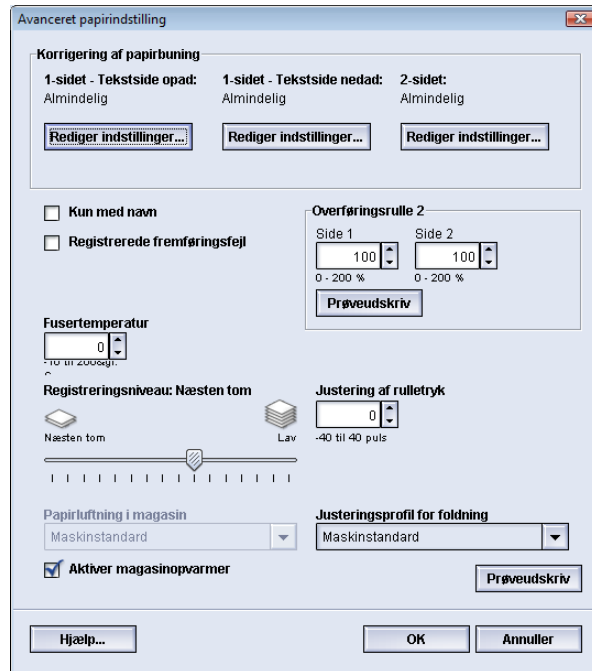 Avanceret papirindstilling
Korrigering af papirbuning
1-sidet - Tekstside opad: 1-sidet - Tekstside nedad: 2-sidet:
Almindelig Almindelig Almindelig
Rediger indstillinger... Rediger indstillinger... Rediger indstillinger...
Kun med navn
Registrerede fremføringsfejl
Overføringsrulle 2
Side 1 Side 2
100 100
0 - 200 % 0 - 200 %
Prøveudskriv
Fusertemperatur
0
Registreringsniveau: Næsten tom
Næsten tom Lav
Justering af rulletryk
0
-40 til 40 puls
Papirluftning i magasin
Maskinstandard
Justeringsprofil for foldning
Maskinstandard
Aktiver magasinopvarmer
Prøveudskriv
Hjælp... OK Annuller